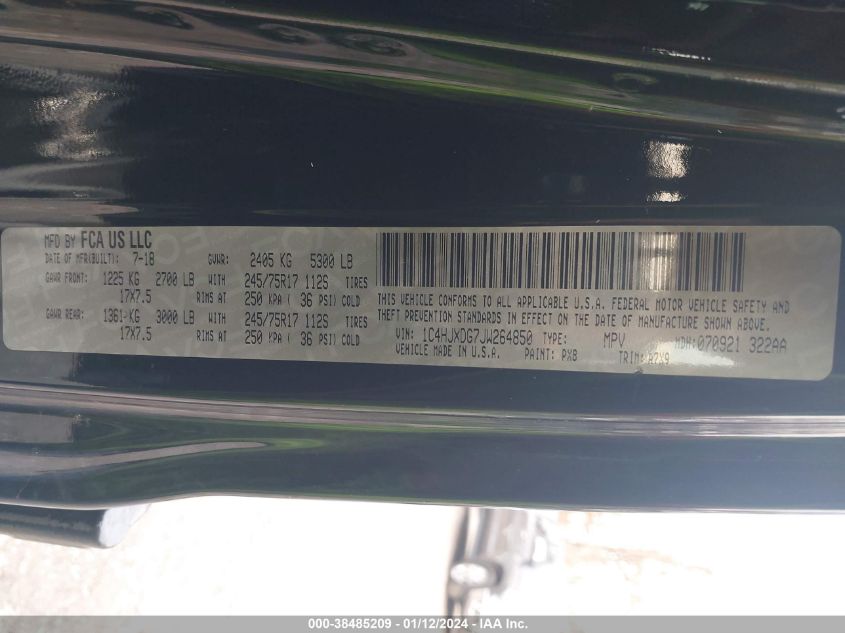 MFD BY FCA US LLC
DATE OF MFR(BUILT): 7-18 GVWR: 2405 KG 5300 LB
GAWR FRONT: 1225 KG 2700 LB WITH 245/75R17 112S TIRES
17X7.5 RIMS AT 250 KPA ( 36 PSI) COLD
GAWR REAR: 1361 KG 3000 LB WITH 245/75R17 112S TIRES
17X7.5 RIMS AT 250 KPA ( 36 PSI) COLD
THIS VEHICLE CONFORMS TO ALL APPLICABLE U.S.A. FEDERAL MOTOR VEHICLE SAFETY AND
THEFT PREVENTION STANDARDS IN EFFECT ON THE DATE OF MANUFACTURE SHOWN ABOVE.
VIN: 1C4HJXDG7JW264850 TYPE: MPV MDH:070921 322AA
VEHICLE MADE IN U.S.A. PAINT: PX8 TRIM: A7X9
000-38485209 - 01/12/2024 - IAA Inc.